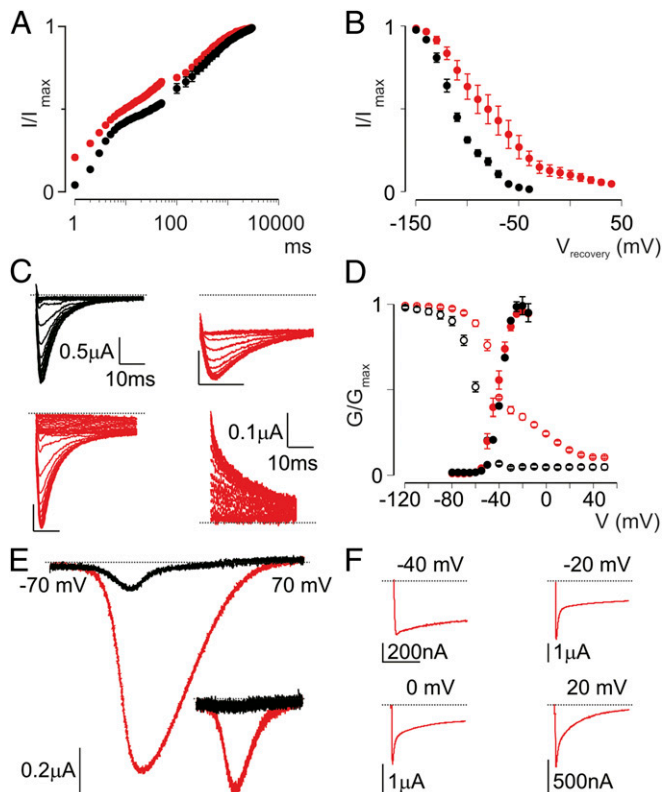 A
1
I/I max
0
1
100
10000
ms
B
1
I/I max
0
-150
-50
50
V recovery (mV)
C
0.5µA
10ms
0.1µA
10ms
D
1
G/G max
0
-120
-80
-40
0
40
V (mV)
E
-70 mV
70 mV
0.2µA
F
-40 mV
-20 mV
200nA
1µA
0 mV
20 mV
1µA
500nA